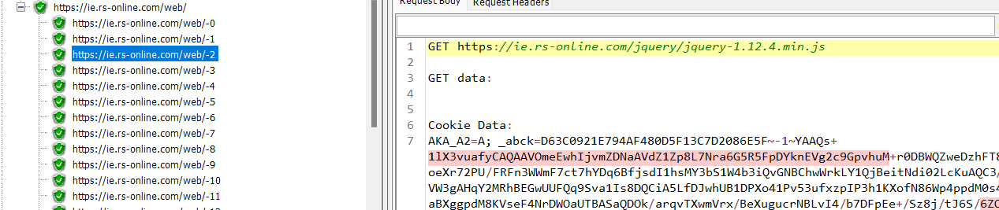 https://ie.rs-online.com/web/
https://ie.rs-online.com/web/-0
https://ie.rs-online.com/web/-1
https://ie.rs-online.com/web/-2
https://ie.rs-online.com/web/-3
https://ie.rs-online.com/web/-4
https://ie.rs-online.com/web/-5
https://ie.rs-online.com/web/-6
https://ie.rs-online.com/web/-7
https://ie.rs-online.com/web/-8
https://ie.rs-online.com/web/-9
https://ie.rs-online.com/web/-10
https://ie.rs-online.com/web/-11
Request Body Request Headers
1 GET https://ie.rs-online.com/jquery/jquery-1.12.4.min.js
2
3 GET data:
4
5
6 Cookie Data:
7 AKA_A2=A; _abck=D63C0921E794AF480D5F13C7D2086E5F~-1~YAAQs+
1lX3vuafyCAQAAVOmeEwhIjvmZDNaAVdZ1Zp8L7Nra6G5R5FpDYknEVg2c9GpvhuM+r0DBWQZweDzhFT8
oeXr72PU/FRFn3WWmF7ct7hYDq6BfjsdI1hsMY3bS1W4b3iQvGNBChwWrkLY1QjBeitNdi02LcKuAQC3/
VW3gAHqY2MRhBEGwUUFQq9Sva1Is8DQCiA5LfDJwhUB1DPXo41Pv53ufxzpIP3h1KXofN86Wp4ppdM0s4
aBXggpdM8KVseF4NrDWOaUTBASaQDOk/arqvTXwmVrx/BeXugucrNBLvI4/b7DFpEe+/Sz8j/tJ6S/6ZC